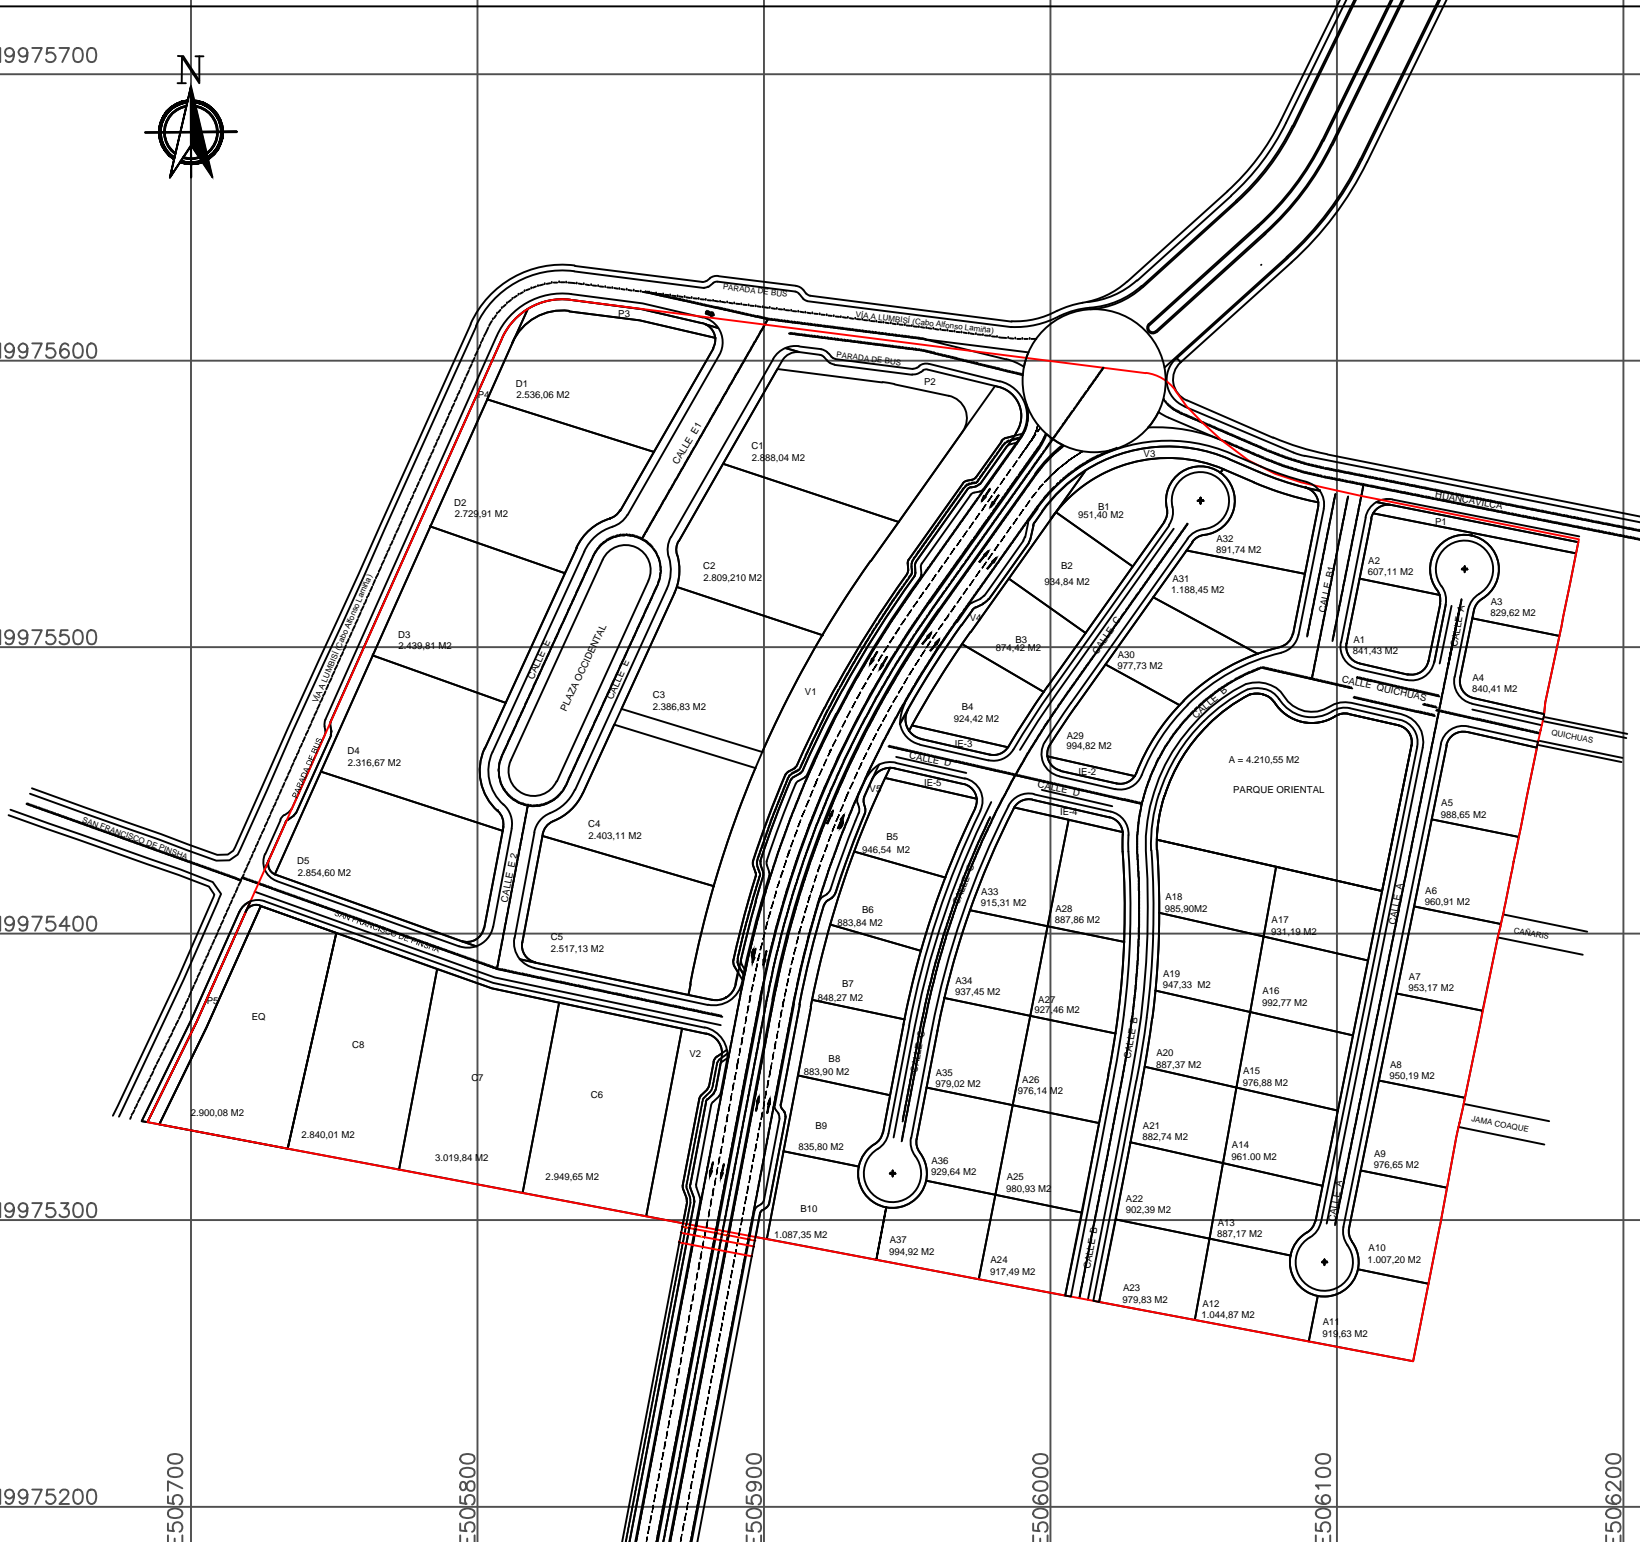 N
9975700
9975600
9975500
9975400
9975300
9975200
E505700
E505800
E505900
E506000
E506100
E506200
PARADA DE BUS
VÍA A LUMBISÍ (Cabo Alfonso Lamiña)
PARADA DE BUS
P3
P2
P4
D1
2.536,06 M2
D2
2.729,91 M2
D3
2.439,81 M2
D4
2.316,67 M2
D5
2.854,60 M2
VÍA A LUMBISÍ (Cabo Alfonso Lamiña)
PARADA DE BUS
SAN FRANCISCO DE PINSHA
SAN FRANCISCO DE PINSHA
CALLE E1
CALLE E
PLAZA OCCIDENTAL
CALLE E
CALLE E 2
C1
2.888,04 M2
C2
2.809,210 M2
C3
2.386,83 M2
C4
2.403,11 M2
C5
2.517,13 M2
P5
EQ
2.900,08 M2
C8
2.840,01 M2
C7
3.019,84 M2
C6
2.949,65 M2
V1
V2
V3
V4
V5
B1
951,40 M2
B2
934,84 M2
B3
874,42 M2
B4
924,42 M2
IE-3
CALLE D
IE-5
B5
946,54 M2
B6
883,84 M2
B7
848,27 M2
B8
883,90 M2
B9
835,80 M2
B10
1.087,35 M2
CALLE C
CALLE C
CALLE C
A32
891,74 M2
A31
1.188,45 M2
A30
977,73 M2
A29
994,82 M2
IE-2
CALLE D
IE-4
A33
915,31 M2
A28
887,86 M2
A34
937,45 M2
A27
927,46 M2
A35
979,02 M2
A26
976,14 M2
A36
929,64 M2
A25
980,93 M2
A37
994,92 M2
A24
917,49 M2
CALLE B1
CALLE B
CALLE B
CALLE B
HUANCAVILCA
P1
A2
607,11 M2
A3
829,62 M2
A1
841,43 M2
CALLE A
A4
840,41 M2
CALLE QUICHUAS
QUICHUAS
A = 4.210,55 M2
PARQUE ORIENTAL
A5
988,65 M2
A6
960,91 M2
CAÑARIS
A7
953,17 M2
A8
950,19 M2
JAMA COAQUE
A9
976,65 M2
A10
1.007,20 M2
A11
919,63 M2
CALLE A
CALLE A
A18
985,90M2
A17
931,19 M2
A19
947,33 M2
A16
992,77 M2
A20
887,37 M2
A15
976,88 M2
A21
882,74 M2
A14
961.00 M2
A22
902,39 M2
A13
887,17 M2
A23
979,83 M2
A12
1.044,87 M2